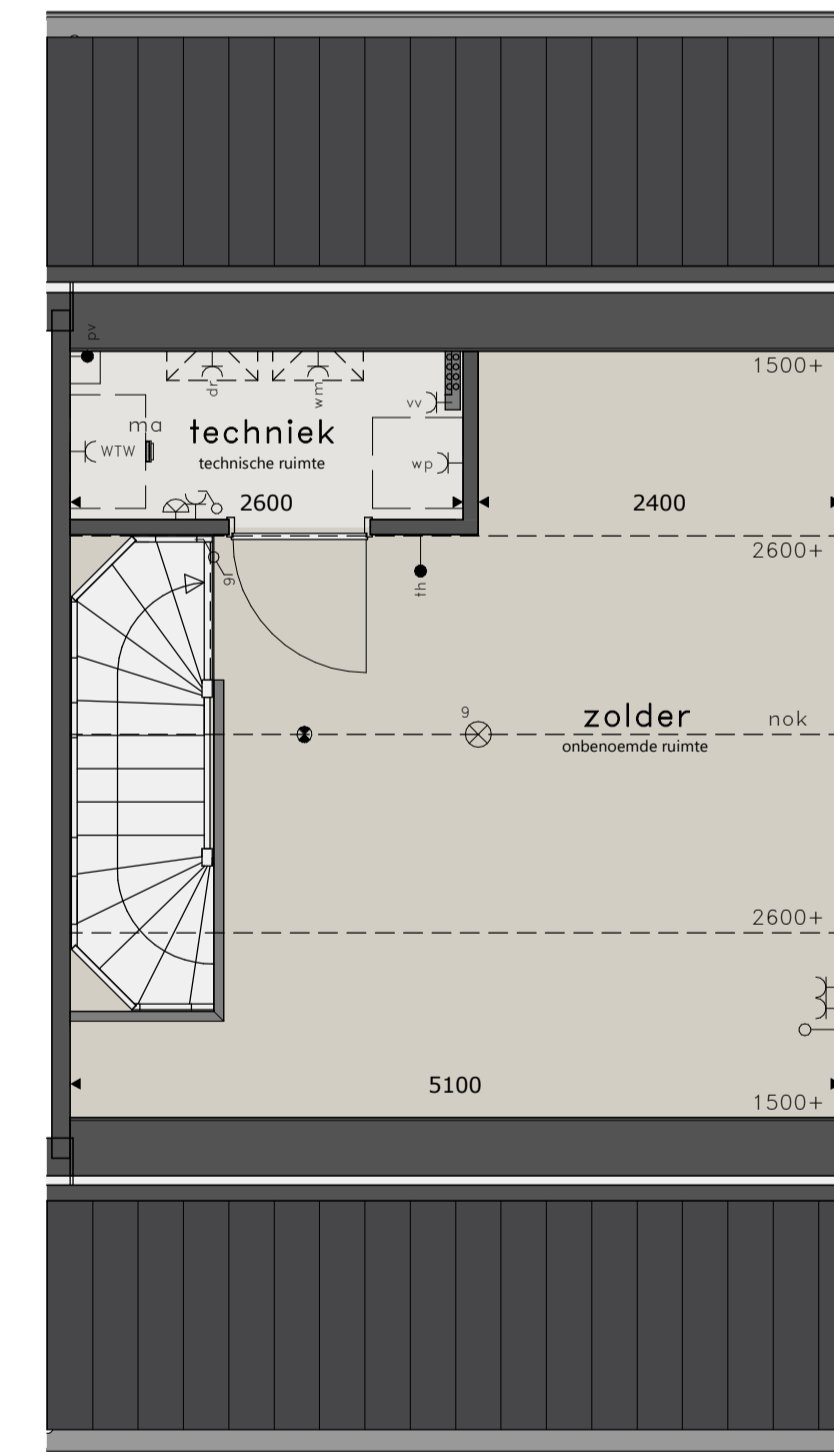 pv
1500+
dr
wm
vv
ma
techniek
WTW
technische ruimte
wp
2600
2400
2600+
9j
th
9
zolder
nok
onbenoemde ruimte
2600+
5100
1500+